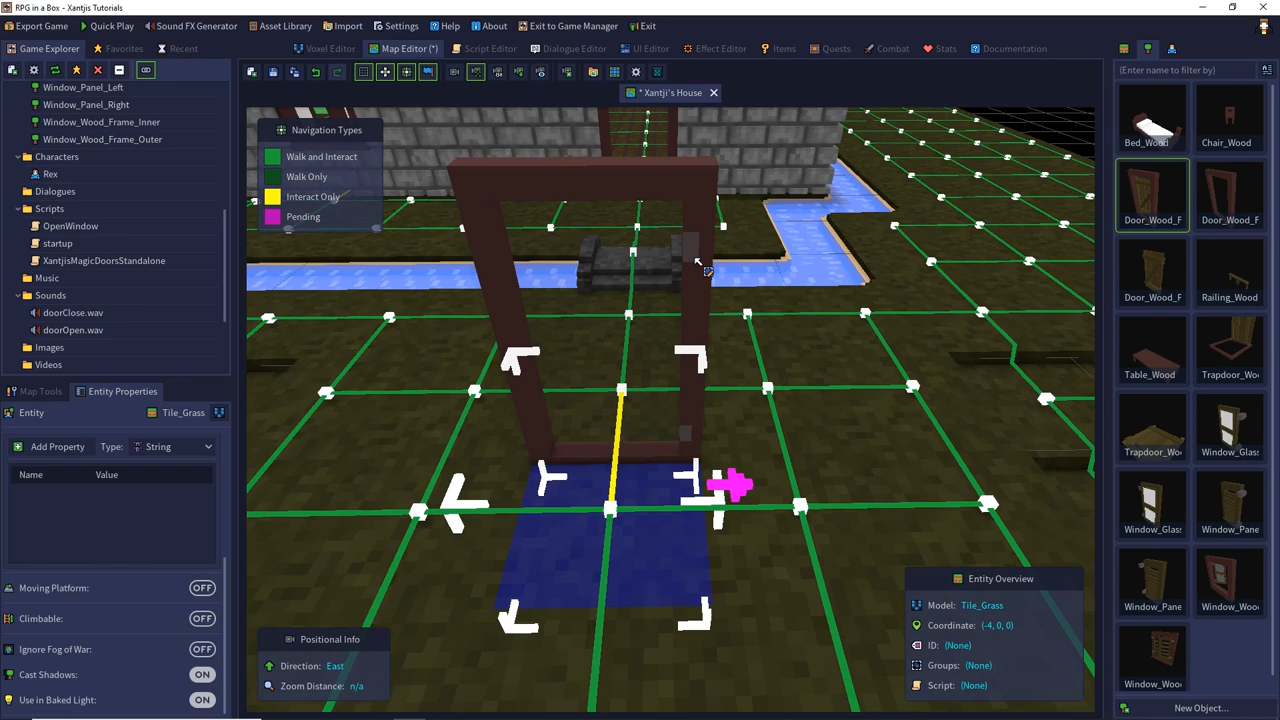 RPG in a Box - Xantjis Tutorials
Export Game Quick Play Sound FX Generator Asset Library Import Settings Help About Exit to Game Manager Exit
Game Explorer Favorites Recent
Voxel Editor Map Editor (*) Script Editor Dialogue Editor UI Editor Effect Editor Items Quests Combat Stats Documentation
* Xantji's House
Window_Panel_Left
Window_Panel_Right
Window_Wood_Frame_Inner
Window_Wood_Frame_Outer
Characters
Rex
Dialogues
Scripts
OpenWindow
startup
XantjisMagicDoorsStandalone
Music
Sounds
doorClose.wav
doorOpen.wav
Images
Videos
Map Tools Entity Properties
Entity Tile_Grass
Add Property Type: String
Name Value
Moving Platform: OFF
Climbable: OFF
Ignore Fog of War: OFF
Cast Shadows: ON
Use in Baked Light: ON
Navigation Types
Walk and Interact
Walk Only
Interact Only
Pending
Positional Info
Direction: East
Zoom Distance: n/a
Entity Overview
Model: Tile_Grass
Coordinate: (-4, 0, 0)
ID: (None)
Groups: (None)
Script: (None)
(Enter name to filter by)
Bed_Wood Chair_Wood
Door_Wood_F Door_Wood_F
Door_Wood_F Railing_Wood
Table_Wood Trapdoor_Woo
Trapdoor_Woo Window_Glass
Window_Glass Window_Pane
Window_Pane Window_Wood
Window_Wood
New Object...